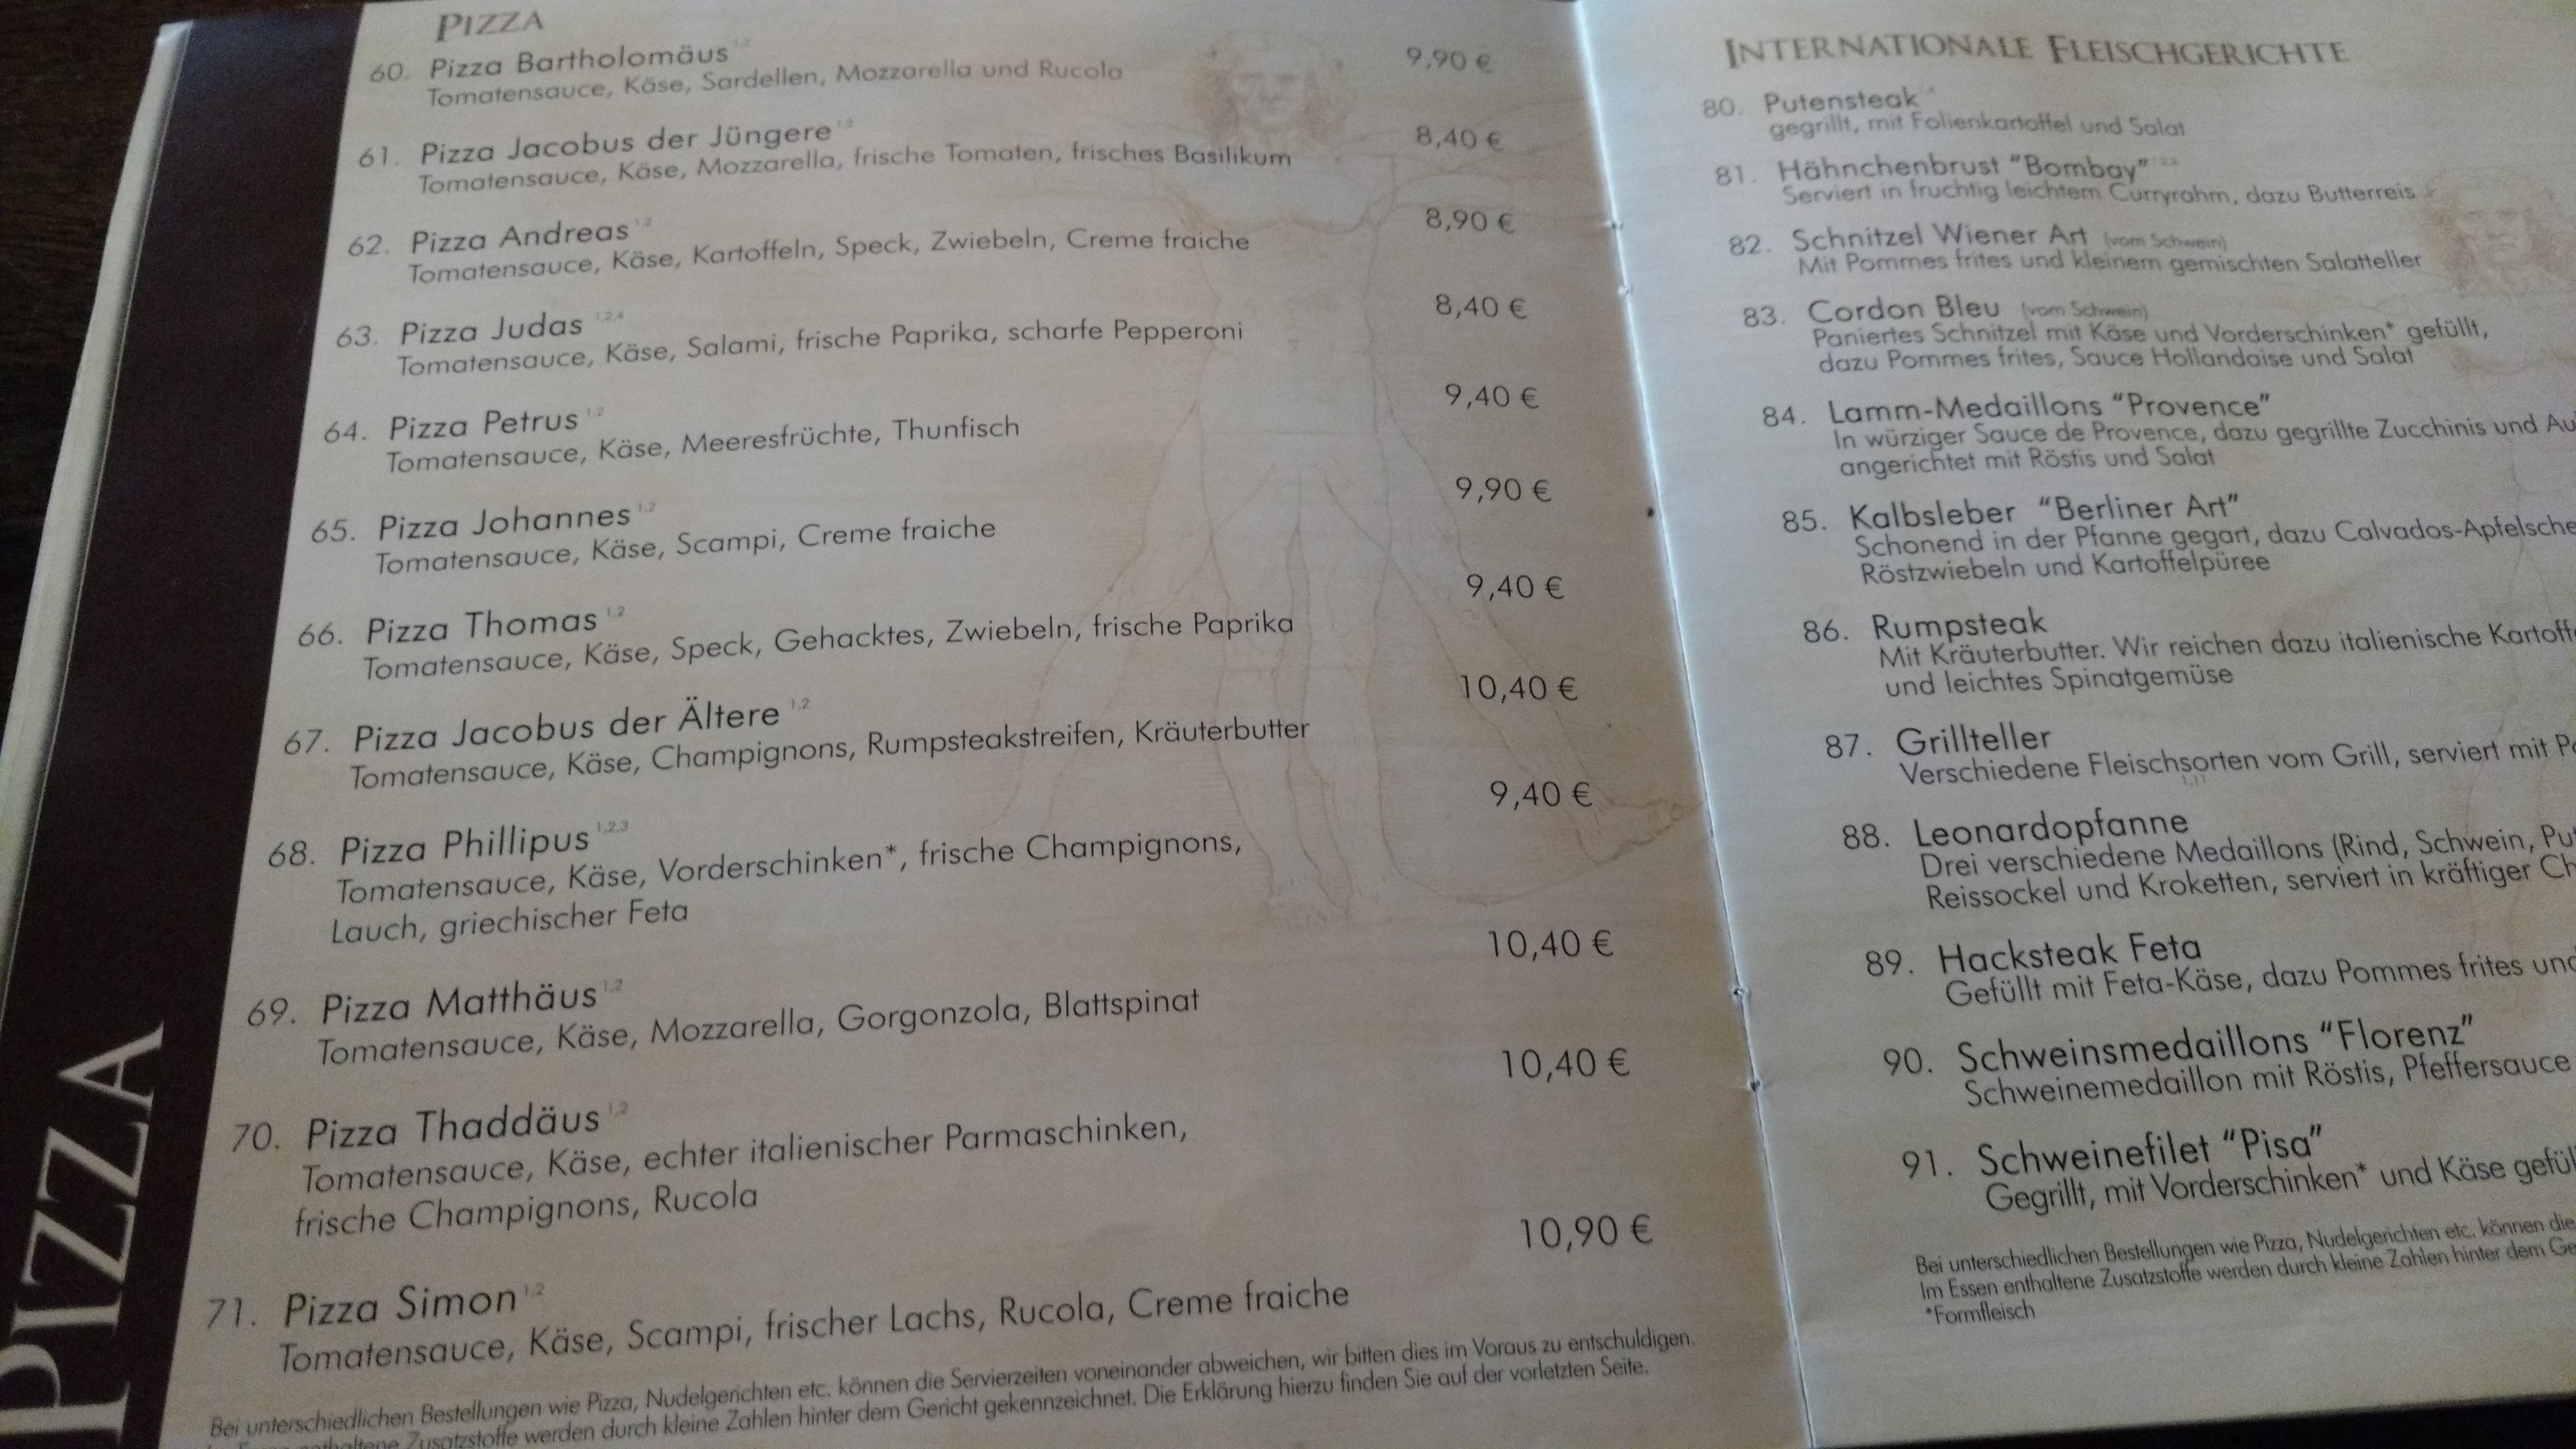 PIZZA
PIZZA
60. Pizza Bartholomäus 9,90 €
Tomatensauce, Käse, Sardellen, Mozzarella und Rucola
61. Pizza Jacobus der Jüngere 8,40 €
Tomatensauce, Käse, Mozzarella, frische Tomaten, frisches Basilikum
62. Pizza Andreas 1,2 8,90 €
Tomatensauce, Käse, Kartoffeln, Speck, Zwiebeln, Creme fraiche
63. Pizza Judas 1,2,4 8,40 €
Tomatensauce, Käse, Salami, frische Paprika, scharfe Pepperoni
64. Pizza Petrus 1,2 9,40 €
Tomatensauce, Käse, Meeresfrüchte, Thunfisch
65. Pizza Johannes 1,2 9,90 €
Tomatensauce, Käse, Scampi, Creme fraiche
66. Pizza Thomas 1,2 9,40 €
Tomatensauce, Käse, Speck, Gehacktes, Zwiebeln, frische Paprika
67. Pizza Jacobus der Ältere 1,2 10,40 €
Tomatensauce, Käse, Champignons, Rumpsteakstreifen, Kräuterbutter
68. Pizza Phillipus 1,2,3 9,40 €
Tomatensauce, Käse, Vorderschinken*, frische Champignons,
Lauch, griechischer Feta
69. Pizza Matthäus 1,2 10,40 €
Tomatensauce, Käse, Mozzarella, Gorgonzola, Blattspinat
70. Pizza Thaddäus 1,2 10,40 €
Tomatensauce, Käse, echter italienischer Parmaschinken,
frische Champignons, Rucola
71. Pizza Simon 1,2 10,90 €
Tomatensauce, Käse, Scampi, frischer Lachs, Rucola, Creme fraiche
Bei unterschiedlichen Bestellungen wie Pizza, Nudelgerichten etc. können die Servierzeiten voneinander abweichen, wir bitten dies im Voraus zu entschuldigen.
Zusatzstoffe werden durch kleine Zahlen hinter dem Gericht gekennzeichnet. Die Erklärung hierzu finden Sie auf der vorletzten Seite.
INTERNATIONALE FLEISCHGERICHTE
80. Putensteak
gegrillt, mit Folienkartoffel und Salat
81. Hähnchenbrust "Bombay"
Serviert in fruchtig leichtem Curryrahm, dazu Butterreis
82. Schnitzel Wiener Art (vom Schwein)
Mit Pommes frites und kleinem gemischten Salatteller
83. Cordon Bleu (vom Schwein)
Paniertes Schnitzel mit Käse und Vorderschinken* gefüllt,
dazu Pommes frites, Sauce Hollandaise und Salat
84. Lamm-Medaillons "Provence"
In würziger Sauce de Provence, dazu gegrillte Zucchinis und Au
angerichtet mit Röstis und Salat
85. Kalbsleber "Berliner Art"
Schonend in der Pfanne gegart, dazu Calvados-Apfelsche
Röstzwiebeln und Kartoffelpüree
86. Rumpsteak
Mit Kräuterbutter. Wir reichen dazu italienische Kartoff
und leichtes Spinatgemüse
87. Grillteller
Verschiedene Fleischsorten vom Grill, serviert mit
88. Leonardopfanne
Drei verschiedene Medaillons (Rind, Schwein, Pu
Reissockel und Kroketten, serviert in kräftiger Ch
89. Hacksteak Feta
Gefüllt mit Feta-Käse, dazu Pommes frites und
90. Schweinsmedaillons "Florenz"
Schweinemedaillon mit Röstis, Pfeffersauce
91. Schweinefilet "Pisa"
Gegrillt, mit Vorderschinken* und Käse gefül
Bei unterschiedlichen Bestellungen wie Pizza, Nudelgerichten etc. können die
Im Essen enthaltene Zusatzstoffe werden durch kleine Zahlen hinter dem Ge
*Formfleisch